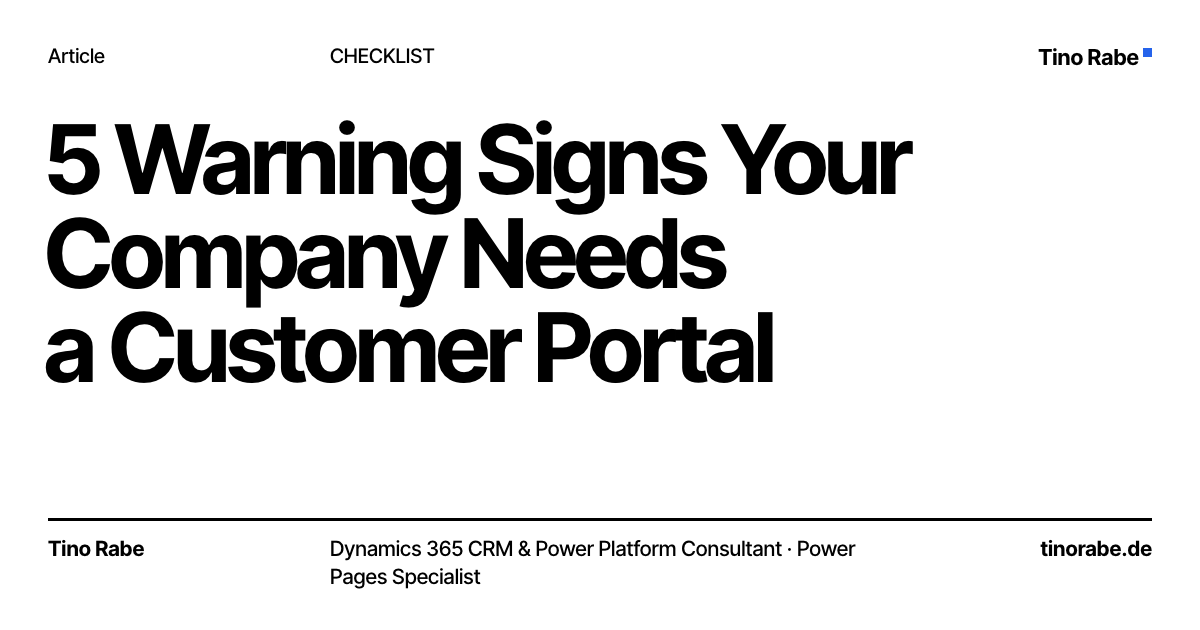 Article
CHECKLIST
Tino Rabe
5 Warning Signs Your
Company Needs
a Customer Portal
Tino Rabe
Dynamics 365 CRM & Power Platform Consultant · Power
Pages Specialist
tinorabe.de